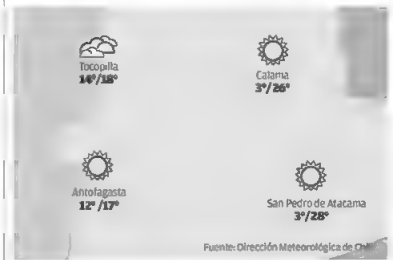 Tocopilla
14°/18°
Calama
3°/26°
Antofagasta
12°/17°
San Pedro de Atacama
3°/28°
Fuente: Dirección Meteorológica de